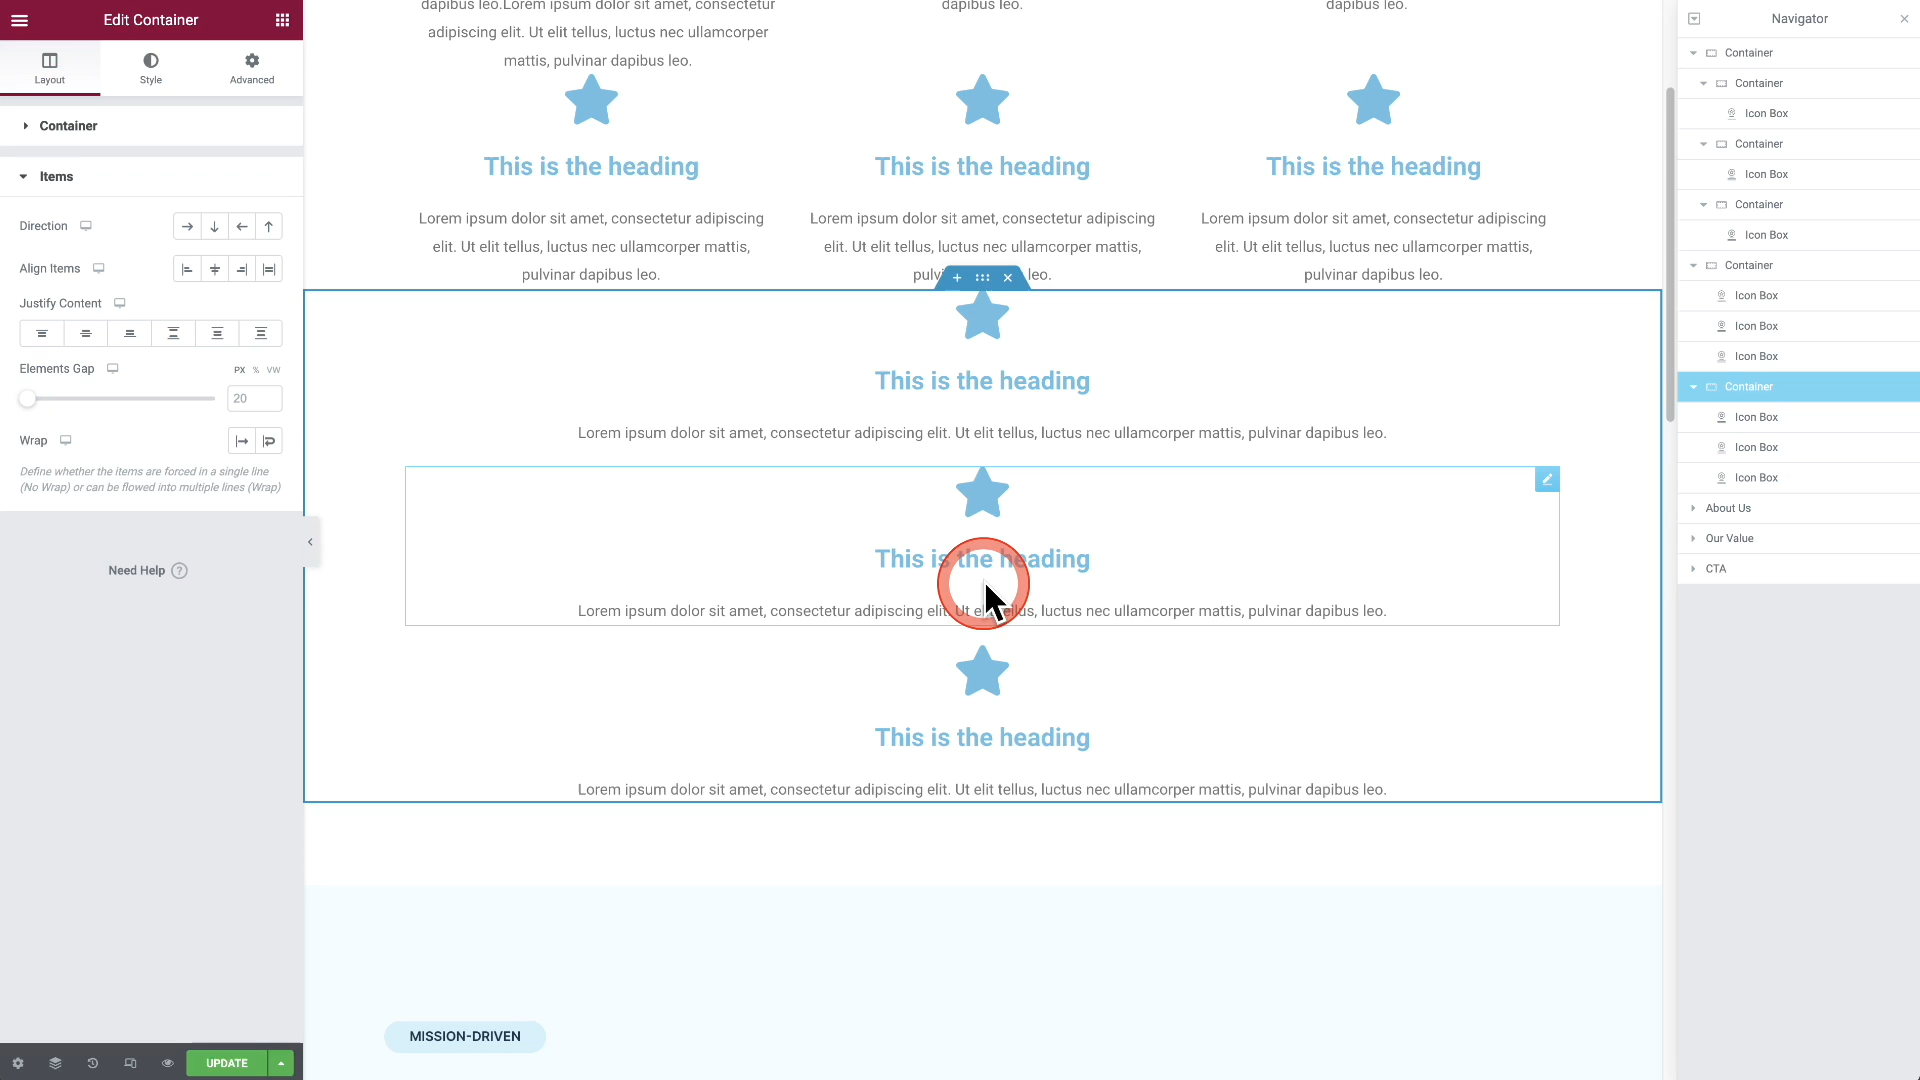 Edit Container
Layout
Style
Advanced
Container
Items
Direction
Align Items
Justify Content
Elements Gap
PX % VW
20
Wrap
Define whether the items are forced in a single line
(No Wrap) or can be flowed into multiple lines (Wrap)
Need Help ?
UPDATE
dapibus leo.Lorem ipsum dolor sit amet, consectetur
adipiscing elit. Ut elit tellus, luctus nec ullamcorper
mattis, pulvinar dapibus leo.
dapibus leo.
dapibus leo.
This is the heading
Lorem ipsum dolor sit amet, consectetur adipiscing
elit. Ut elit tellus, luctus nec ullamcorper mattis,
pulvinar dapibus leo.
This is the heading
Lorem ipsum dolor sit amet, consectetur adipiscing
elit. Ut elit tellus, luctus nec ullamcorper mattis,
leo.
This is the heading
Lorem ipsum dolor sit amet, consectetur adipiscing
elit. Ut elit tellus, luctus nec ullamcorper mattis,
pulvinar dapibus leo.
This is the heading
Lorem ipsum dolor sit amet, consectetur adipiscing elit. Ut elit tellus, luctus nec ullamcorper mattis, pulvinar dapibus leo.
This is the heading
Lorem ipsum dolor sit amet, consectetur adipiscing elit. Ut tellus, luctus nec ullamcorper mattis, pulvinar dapibus leo.
This is the heading
Lorem ipsum dolor sit amet, consectetur adipiscing elit. Ut elit tellus, luctus nec ullamcorper mattis, pulvinar dapibus leo.
MISSION-DRIVEN
Navigator
Container
Container
Icon Box
Container
Icon Box
Container
Icon Box
Container
Icon Box
Icon Box
Icon Box
Container
Icon Box
Icon Box
Icon Box
About Us
Our Value
CTA